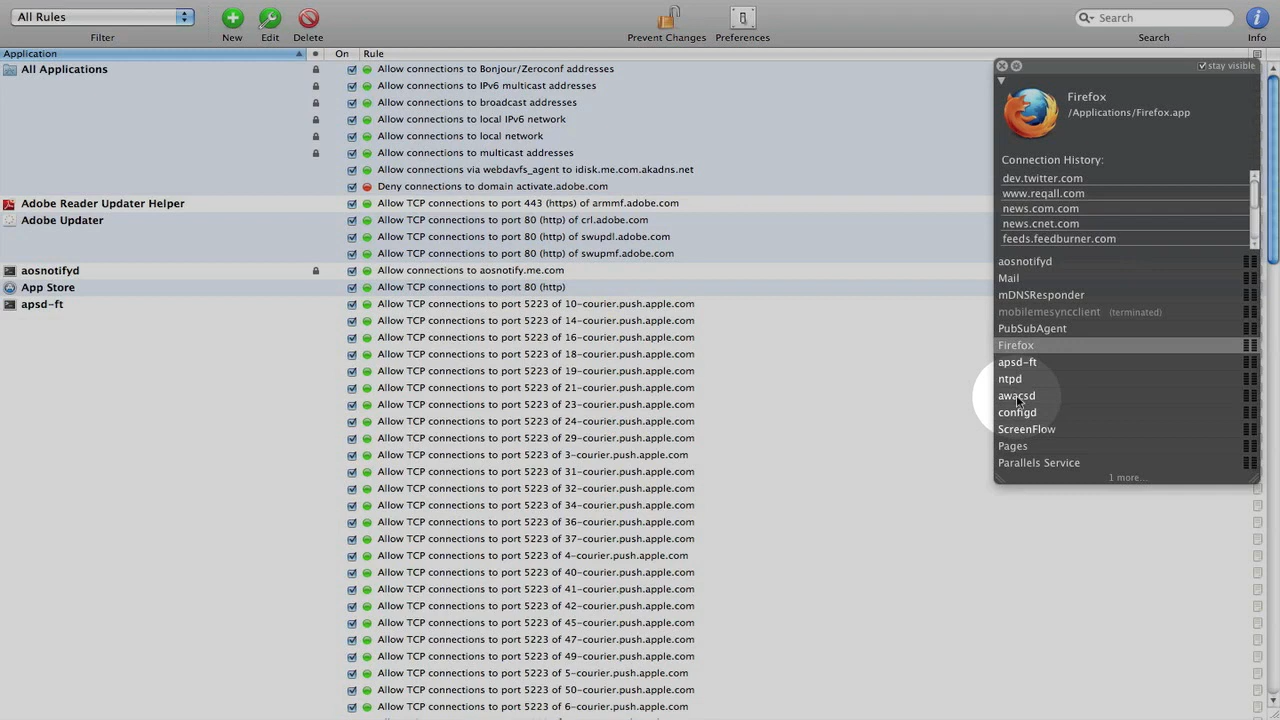 All Rules
Filter
New
Edit
Delete
Prevent Changes
Preferences
Search
Search
Info
Application
On
Rule
All Applications
Allow connections to Bonjour/Zeroconf addresses
Allow connections to IPv6 multicast addresses
Allow connections to broadcast addresses
Allow connections to local IPv6 network
Allow connections to local network
Allow connections to multicast addresses
Allow connections via webdavfs_agent to idisk.me.com.akadns.net
Deny connections to domain activate.adobe.com
Adobe Reader Updater Helper
Allow TCP connections to port 443 (https) of armmf.adobe.com
Adobe Updater
Allow TCP connections to port 80 (http) of crl.adobe.com
Allow TCP connections to port 80 (http) of swupdl.adobe.com
Allow TCP connections to port 80 (http) of swupmf.adobe.com
aosnotifyd
Allow connections to aosnotify.me.com
App Store
Allow TCP connections to port 80 (http)
apsd-ft
Allow TCP connections to port 5223 of 10-courier.push.apple.com
Allow TCP connections to port 5223 of 14-courier.push.apple.com
Allow TCP connections to port 5223 of 16-courier.push.apple.com
Allow TCP connections to port 5223 of 18-courier.push.apple.com
Allow TCP connections to port 5223 of 19-courier.push.apple.com
Allow TCP connections to port 5223 of 21-courier.push.apple.com
Allow TCP connections to port 5223 of 23-courier.push.apple.com
Allow TCP connections to port 5223 of 24-courier.push.apple.com
Allow TCP connections to port 5223 of 29-courier.push.apple.com
Allow TCP connections to port 5223 of 3-courier.push.apple.com
Allow TCP connections to port 5223 of 31-courier.push.apple.com
Allow TCP connections to port 5223 of 32-courier.push.apple.com
Allow TCP connections to port 5223 of 34-courier.push.apple.com
Allow TCP connections to port 5223 of 36-courier.push.apple.com
Allow TCP connections to port 5223 of 37-courier.push.apple.com
Allow TCP connections to port 5223 of 4-courier.push.apple.com
Allow TCP connections to port 5223 of 40-courier.push.apple.com
Allow TCP connections to port 5223 of 41-courier.push.apple.com
Allow TCP connections to port 5223 of 42-courier.push.apple.com
Allow TCP connections to port 5223 of 45-courier.push.apple.com
Allow TCP connections to port 5223 of 47-courier.push.apple.com
Allow TCP connections to port 5223 of 49-courier.push.apple.com
Allow TCP connections to port 5223 of 5-courier.push.apple.com
Allow TCP connections to port 5223 of 50-courier.push.apple.com
Allow TCP connections to port 5223 of 6-courier.push.apple.com
stay visible
Firefox
/Applications/Firefox.app
Connection History:
dev.twitter.com
www.reqall.com
news.com.com
news.cnet.com
feeds.feedburner.com
aosnotifyd
Mail
mDNSResponder
mobilemesyncclient (terminated)
PubSubAgent
Firefox
apsd-ft
ntpd
awacsd
configd
ScreenFlow
Pages
Parallels Service
1 more...